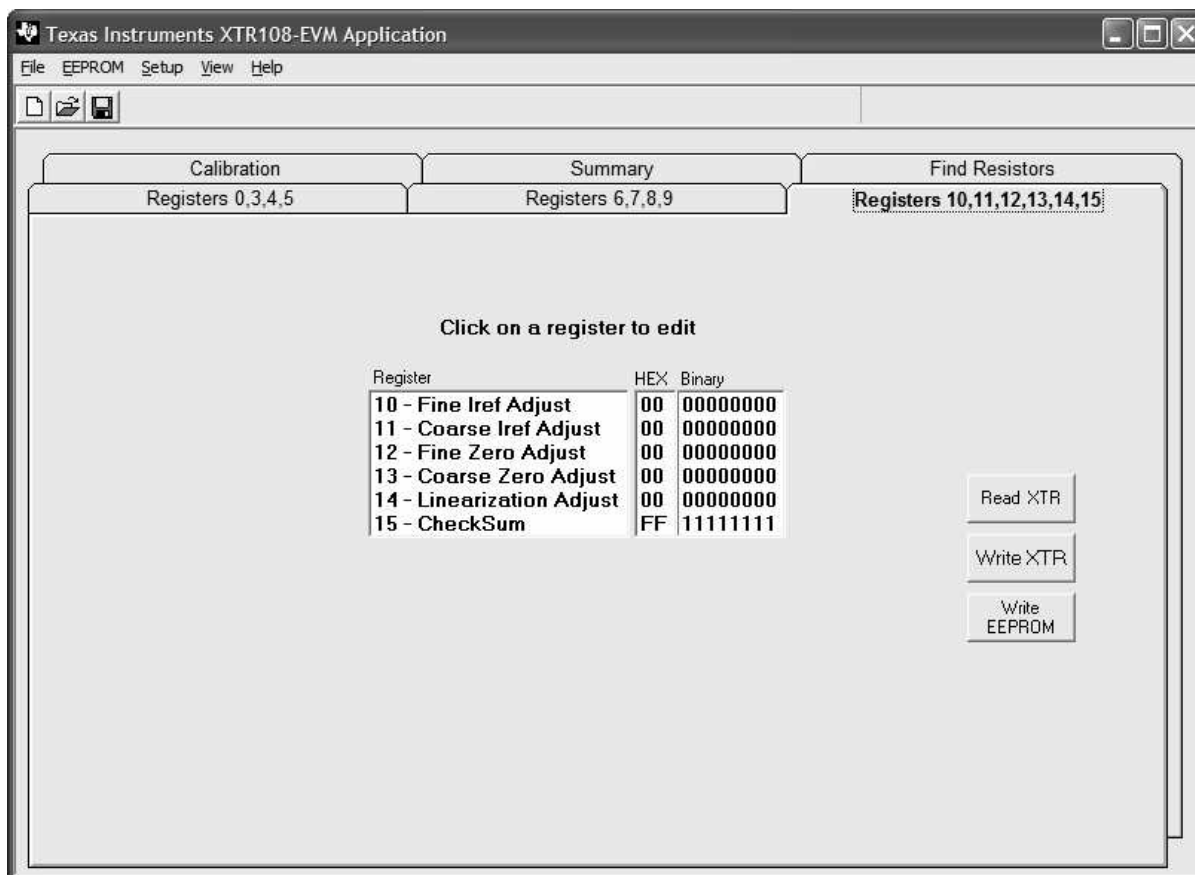 Texas Instruments XTR108-EVM Application
File EEPROM Setup View Help
Calibration Summary Find Resistors
Registers 0,3,4,5 Registers 6,7,8,9 Registers 10,11,12,13,14,15
Click on a register to edit
Register HEX Binary
10 - Fine Iref Adjust 00 00000000
11 - Coarse Iref Adjust 00 00000000
12 - Fine Zero Adjust 00 00000000
13 - Coarse Zero Adjust 00 00000000
14 - Linearization Adjust 00 00000000
15 - CheckSum FF 11111111
Read XTR
Write XTR
Write
EEPROM